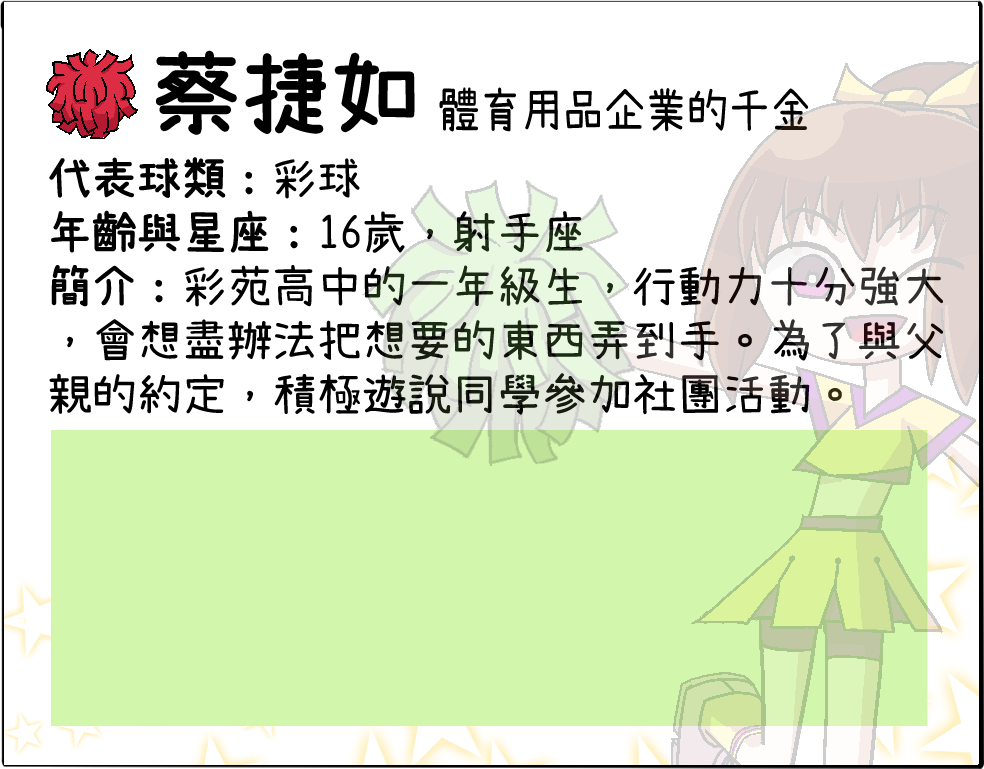 蔡捷如 體育用品企業的千金
代表球類：彩球
年齡與星座：16歲，射手座
簡介：彩苑高中的一年級生，行動力十分強大
，會想盡辦法把想要的東西弄到手。為了與父
親的約定，積極遊說同學參加社團活動。